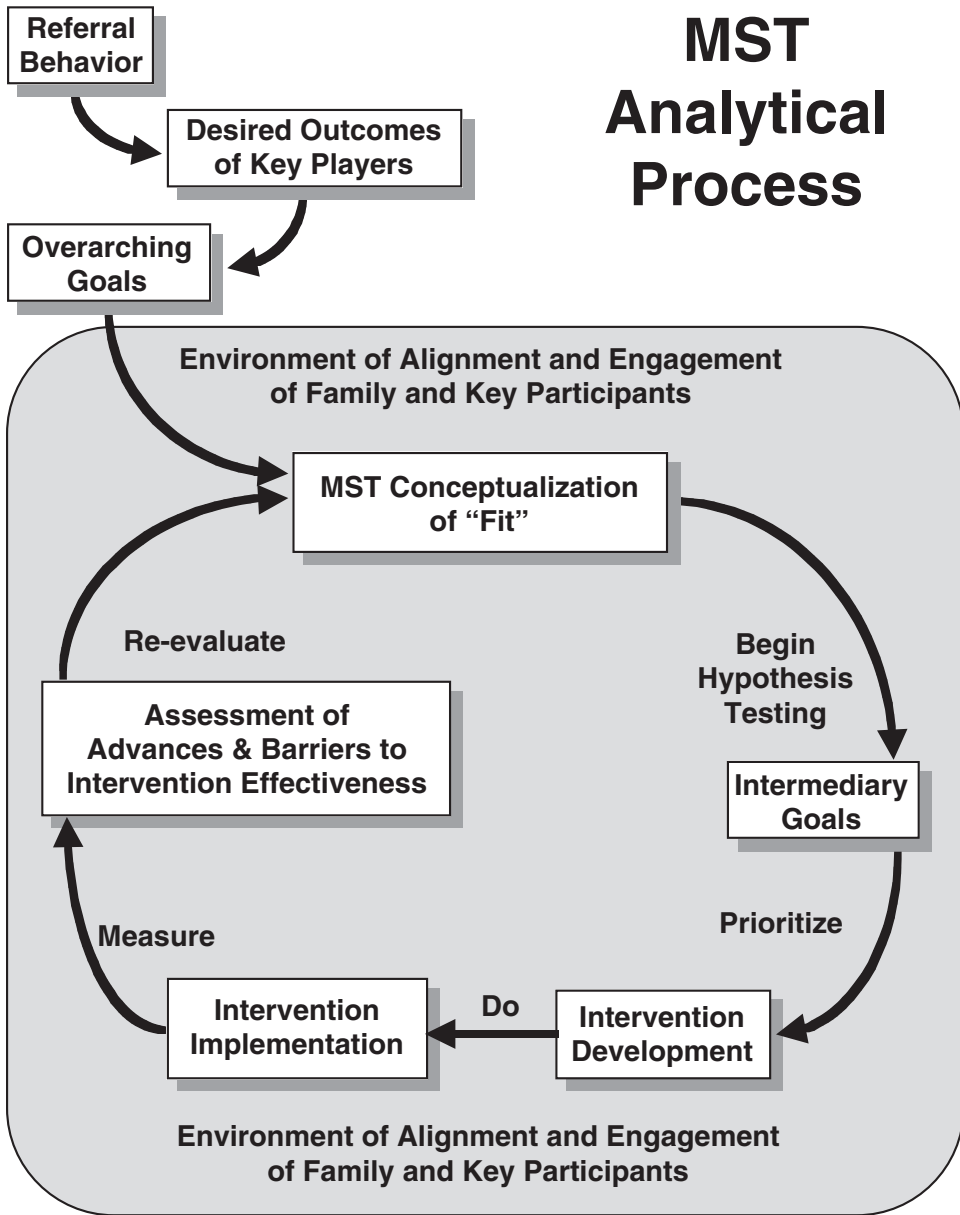 MST
Analytical
Process
Referral
Behavior
Desired Outcomes
of Key Players
Overarching
Goals
Environment of Alignment and Engagement
of Family and Key Participants
MST Conceptualization
of “Fit”
Re-evaluate
Begin
Hypothesis
Testing
Assessment of
Advances & Barriers to
Intervention Effectiveness
Intermediary
Goals
Measure
Prioritize
Intervention
Implementation
Do
Intervention
Development
Environment of Alignment and Engagement
of Family and Key Participants